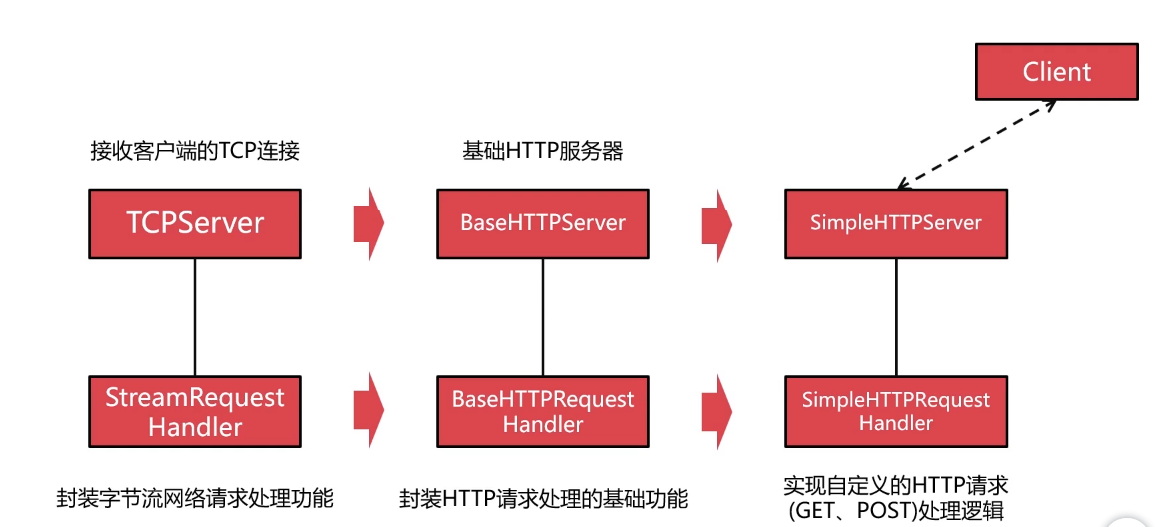 Client
接收客户端的TCP连接
基础HTTP服务器
TCPServer
BaseHTTPServer
SimpleHTTPServer
StreamRequest
Handler
BaseHTTPRequest
Handler
SimpleHTTPRequest
Handler
封装字节流网络请求处理功能
封装HTTP请求处理的基础功能
实现自定义的HTTP请求
(GET、POST)处理逻辑